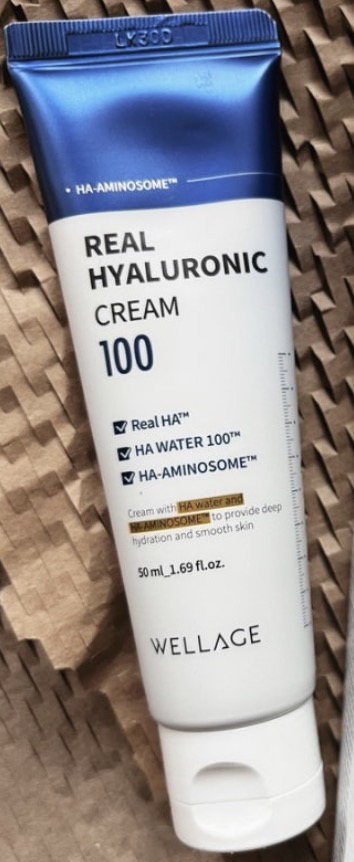 LK300
• HA-AMINOSOME™
REAL
HYALURONIC
CREAM
100
Real HA™
HA WATER 100™
HA-AMINOSOME™
Cream with HA water and
HA-AMINOSOME™ to provide deep
hydration and smooth skin
50 ml_1.69 fl.oz.
WELLAGE